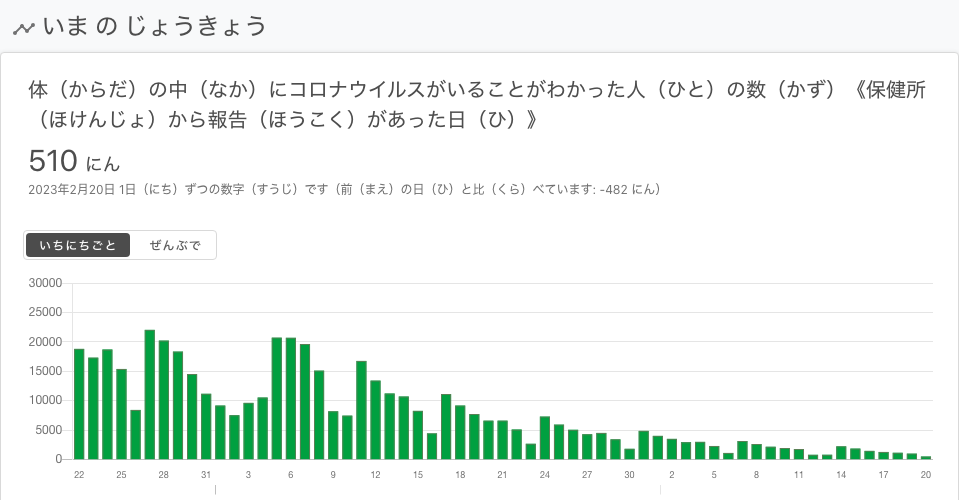 いま の じょうきょう
体（からだ）の中（なか）にコロナウイルスがいることがわかった人（ひと）の数（かず）《保健所
（ほけんじょ）から報告（ほうこく）があった日（ひ）》
510 にん
2023年2月20日 1日（にち）ずつの数字（すうじ）です（前（まえ）の日（ひ）と比（くら）べています: -482 にん）
いちにちごと ぜんぶで
30000
25000
20000
15000
10000
5000
0
22 25 28 31 3 6 9 12 15 18 21 24 27 30 2 5 8 11 14 17 20